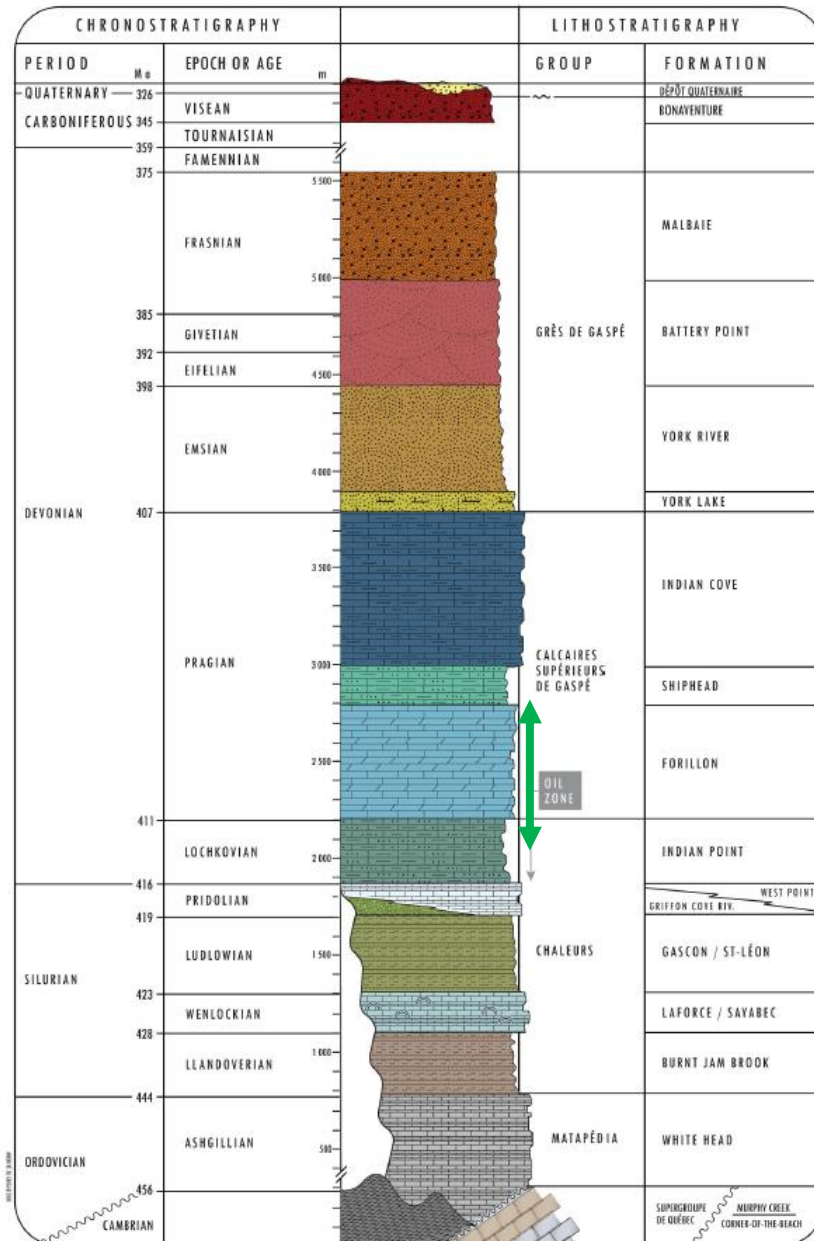 CHRONOSTRATIGRAPHY
LITHOSTRATIGRAPHY
PERIOD
Ma
EPOCH OR AGE
m
GROUP
FORMATION
QUATERNARY
326
DÉPÔT QUATERNAIRE
VISEAN
BONAVENTURE
CARBONIFEROUS
345
TOURNAISIAN
359
FAMENNIAN
375
5 500
FRASNIAN
MALBAIE
5 000
385
GIVETIAN
GRÈS DE GASPÉ
BATTERY POINT
392
EIFELIAN
4 500
398
EMSIAN
YORK RIVER
4 000
YORK LAKE
DEVONIAN
407
3 500
INDIAN COVE
PRAGIAN
CALCAIRES
SUPÉRIEURS
DE GASPÉ
3 000
SHIPHEAD
2 500
FORILLON
OIL
ZONE
411
LOCHKOVIAN
2 000
INDIAN POINT
416
PRIDOLIAN
WEST POINT
GRIFFON COVE RIV.
419
LUDLOWIAN
1 500
CHALEURS
GASCON / ST-LÉON
SILURIAN
423
WENLOCKIAN
LAFORCE / SAYABEC
428
LLANDOVERIAN
1 000
BURNT JAM BROOK
444
ASHGILLIAN
MATAPÉDIA
WHITE HEAD
500
ORDOVICIAN
456
CAMBRIAN
SUPERGROUPE
DE QUÉBEC
MURPHY CREEK
CORNER-OF-THE-BEACH